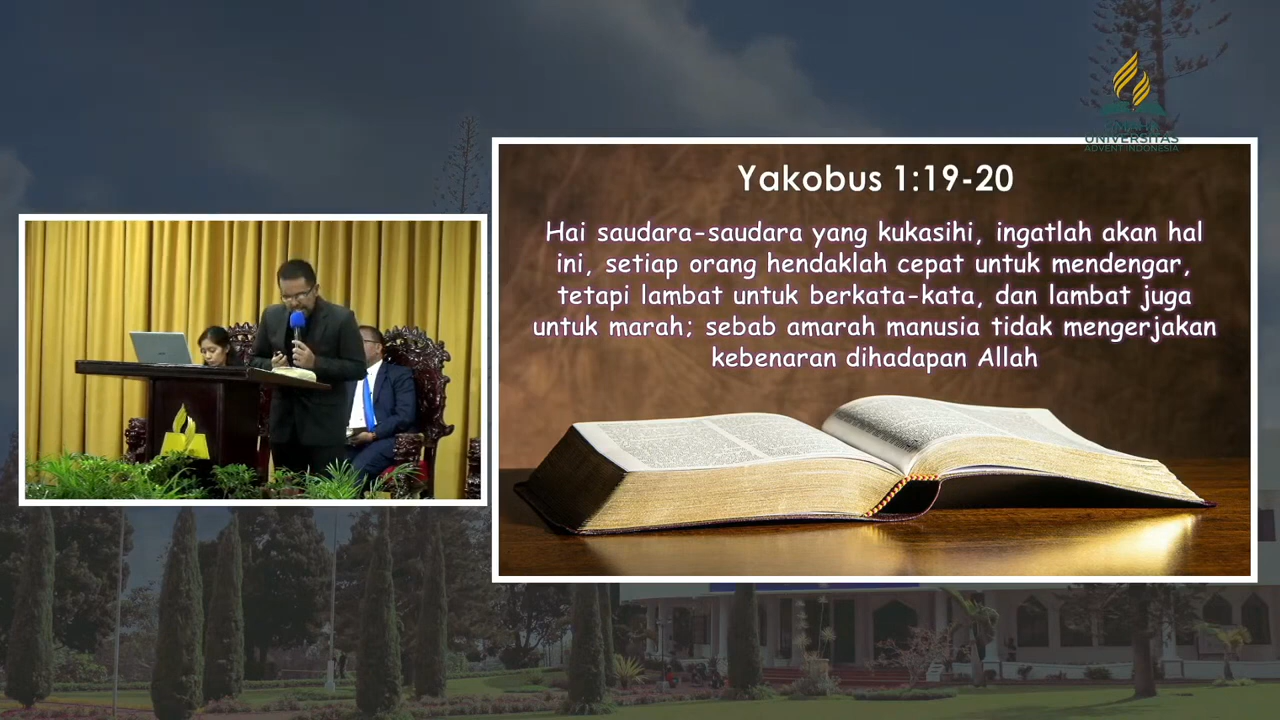 UNIVERSITAS
ADVENT INDONESIA
Yakobus 1:19-20
Hai saudara-saudara yang kukasihi, ingatlah akan hal
ini, setiap orang hendaklah cepat untuk mendengar,
tetapi lambat untuk berkata-kata, dan lambat juga
untuk marah; sebab amarah manusia tidak mengerjakan
kebenaran dihadapan Allah